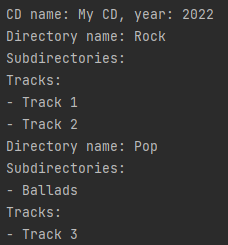 CD name: My CD, year: 2022
Directory name: Rock
Subdirectories:
Tracks:
- Track 1
- Track 2
Directory name: Pop
Subdirectories:
- Ballads
Tracks:
- Track 3